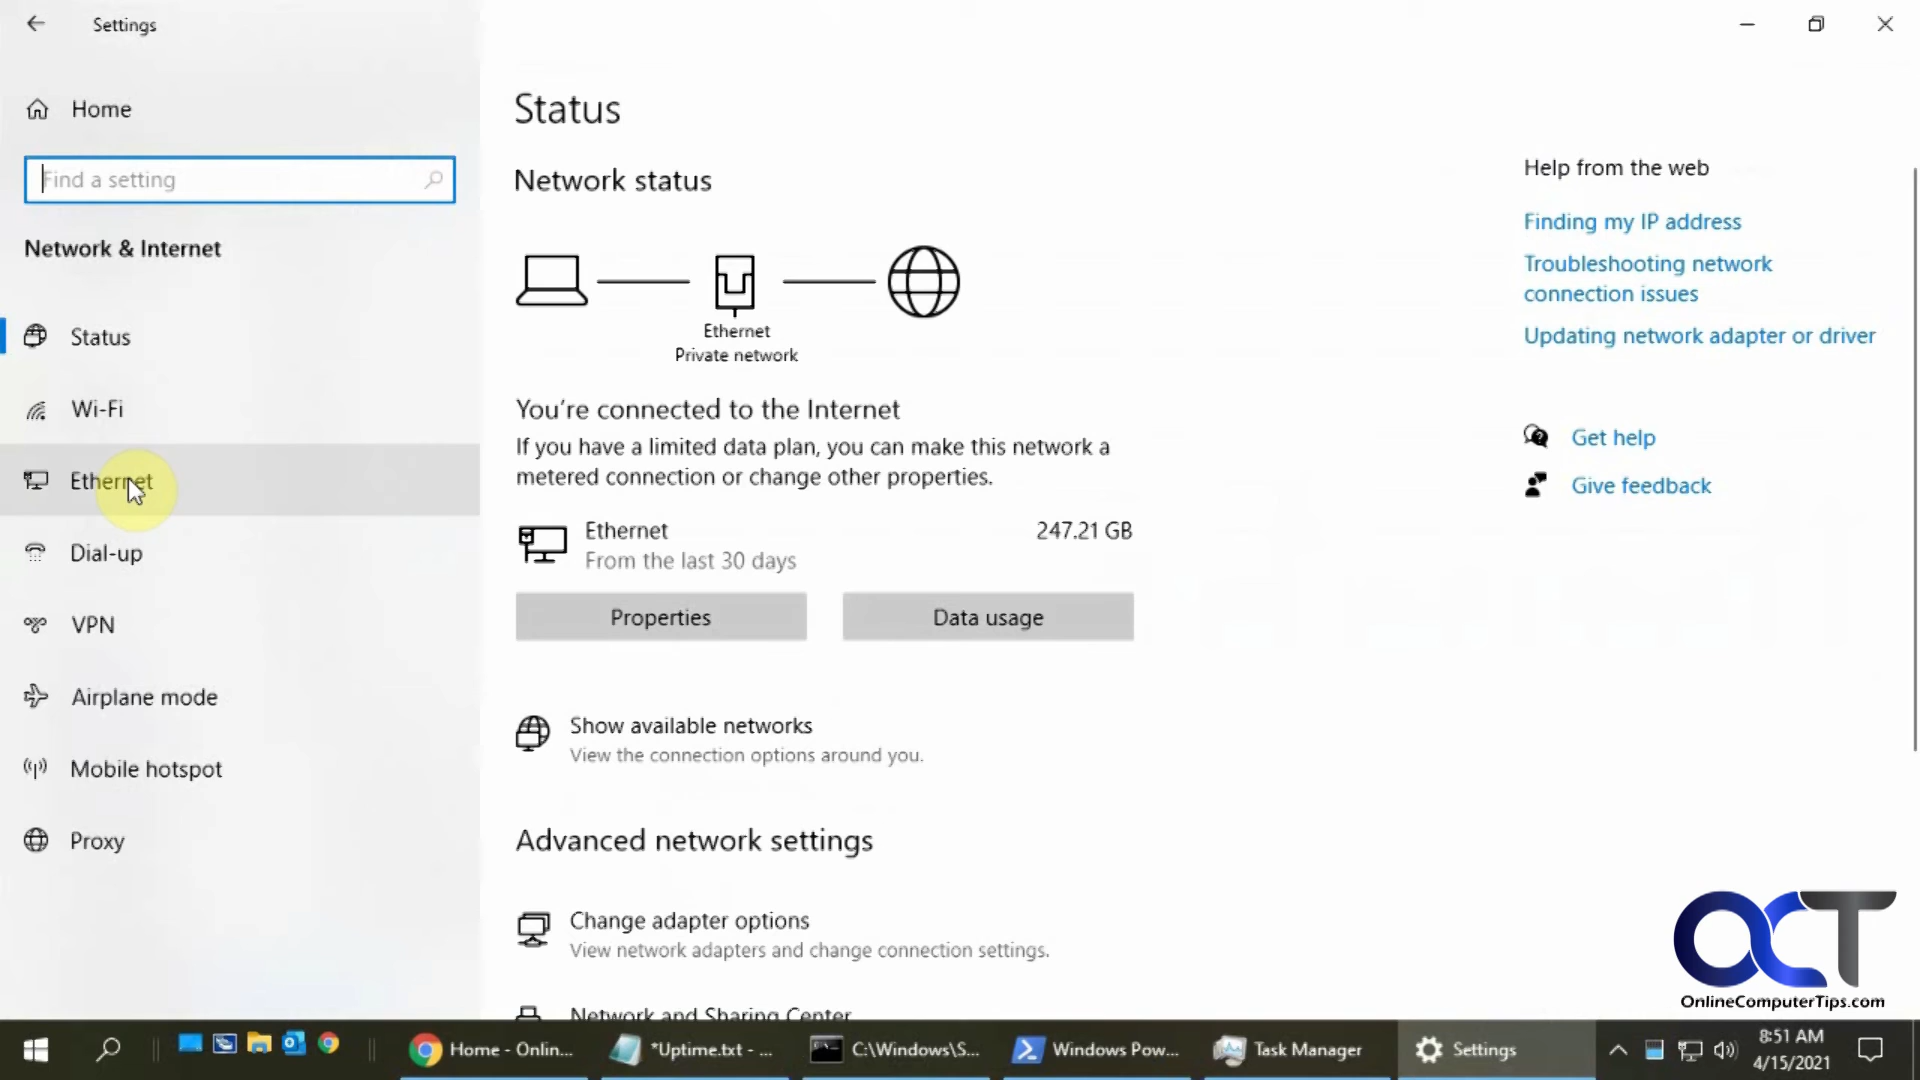 Settings
Home
Find a setting
Network & Internet
Status
Wi-Fi
Ethernet
Dial-up
VPN
Airplane mode
Mobile hotspot
Proxy
Status
Network status
Ethernet
Private network
You're connected to the Internet
If you have a limited data plan, you can make this network a
metered connection or change other properties.
Ethernet
247.21 GB
From the last 30 days
Properties
Data usage
Show available networks
View the connection options around you.
Advanced network settings
Change adapter options
View network adapters and change connection settings.
Network and Sharing Center
Help from the web
Finding my IP address
Troubleshooting network
connection issues
Updating network adapter or driver
Get help
Give feedback
OCT
OnlineComputerTips.com
Home - Onlin...
*Uptime.txt - ...
C:\Windows\S...
Windows Pow...
Task Manager
Settings
8:51 AM
4/15/2021